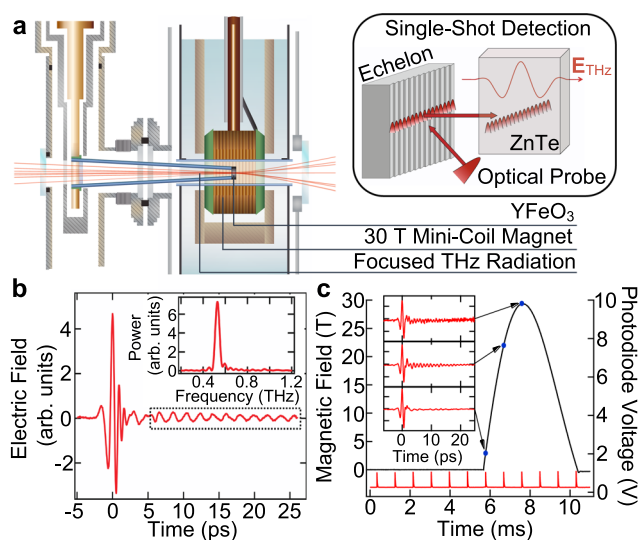 a
Single-Shot Detection
Echelon
E_THz
ZnTe
Optical Probe
YFeO₃
30 T Mini-Coil Magnet
Focused THz Radiation
b
Electric Field
(arb. units)
4
2
0
-2
-5 0 5 10 15 20 25
Time (ps)
Power
(arb. units)
6
4
2
0
0.4 0.8 1.2
Frequency (THz)
c
Magnetic Field (T)
30
25
20
15
10
5
0
0 20
Time (ps)
0 2 4 6 8 10
Time (ms)
10
8
6
4
2
0
Photodiode Voltage (V)